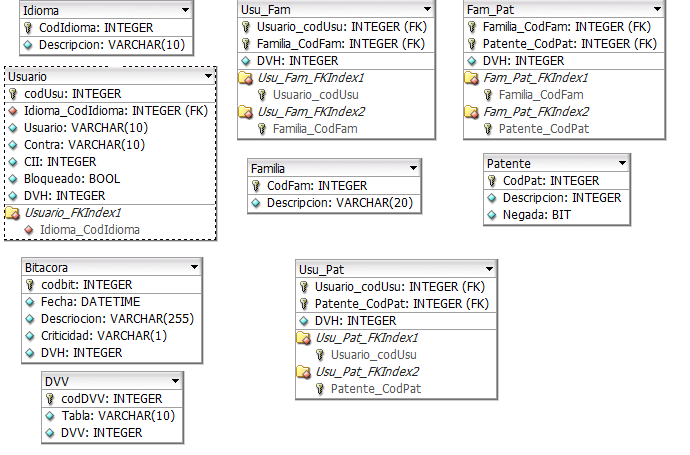 Idioma
CodIdioma: INTEGER
Descripcion: VARCHAR(10)
Usuario
codUsu: INTEGER
Idioma_CodIdioma: INTEGER (FK)
Usuario: VARCHAR(10)
Contra: VARCHAR(10)
CII: INTEGER
Bloqueado: BOOL
DVH: INTEGER
Usuario_FKIndex1
Idioma_CodIdioma
Bitacora
codbit: INTEGER
Fecha: DATETIME
Descriocion: VARCHAR(255)
Criticidad: VARCHAR(1)
DVH: INTEGER
DVV
codDVV: INTEGER
Tabla: VARCHAR(10)
DVV: INTEGER
Usu_Fam
Usuario_codUsu: INTEGER (FK)
Familia_CodFam: INTEGER (FK)
DVH: INTEGER
Usu_Fam_FKIndex1
Usuario_codUsu
Usu_Fam_FKIndex2
Familia_CodFam
Familia
CodFam: INTEGER
Descripcion: VARCHAR(20)
Usu_Pat
Usuario_codUsu: INTEGER (FK)
Patente_CodPat: INTEGER (FK)
DVH: INTEGER
Usu_Pat_FKIndex1
Usuario_codUsu
Usu_Pat_FKIndex2
Patente_CodPat
Fam_Pat
Familia_CodFam: INTEGER (FK)
Patente_CodPat: INTEGER (FK)
DVH: INTEGER
Fam_Pat_FKIndex1
Familia_CodFam
Fam_Pat_FKIndex2
Patente_CodPat
Patente
CodPat: INTEGER
Descripcion: INTEGER
Negada: BIT